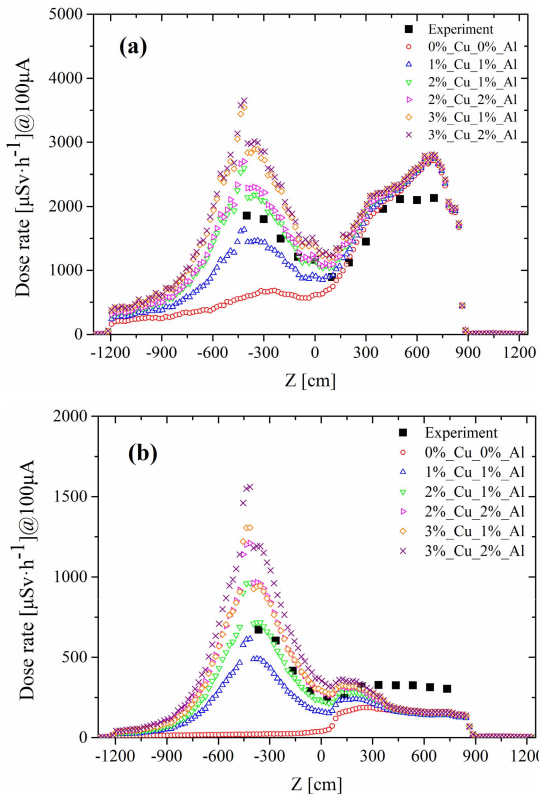 (a)
Experiment
0%_Cu_0%_Al
1%_Cu_1%_Al
2%_Cu_1%_Al
2%_Cu_2%_Al
3%_Cu_1%_Al
3%_Cu_2%_Al
5000
4000
3000
2000
1000
0
Dose rate [μSv·h⁻¹]@100μA
-1200 -900 -600 -300 0 300 600 900 1200
Z [cm]
(b)
Experiment
0%_Cu_0%_Al
1%_Cu_1%_Al
2%_Cu_1%_Al
2%_Cu_2%_Al
3%_Cu_1%_Al
3%_Cu_2%_Al
2000
1500
1000
500
0
Dose rate [μSv·h⁻¹]@100μA
-1200 -900 -600 -300 0 300 600 900 1200
Z [cm]